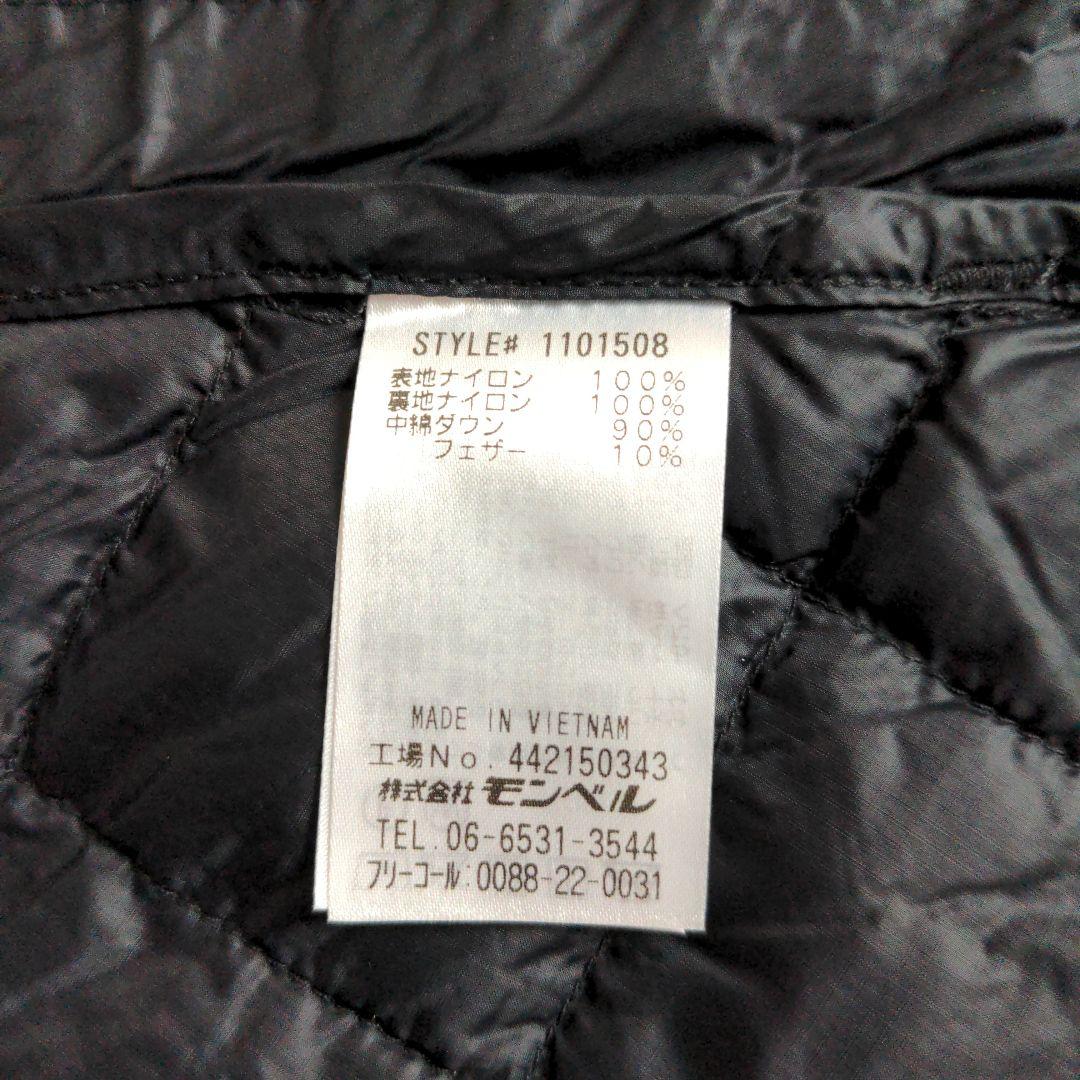 STYLE# 1101508
表地ナイロン 100%
裏地ナイロン 100%
中綿ダウン 90%
フェザー 10%
MADE IN VIETNAM
工場No. 442150343
株式会社 モンベル
TEL. 06-6531-3544
フリーコール:0088-22-0031